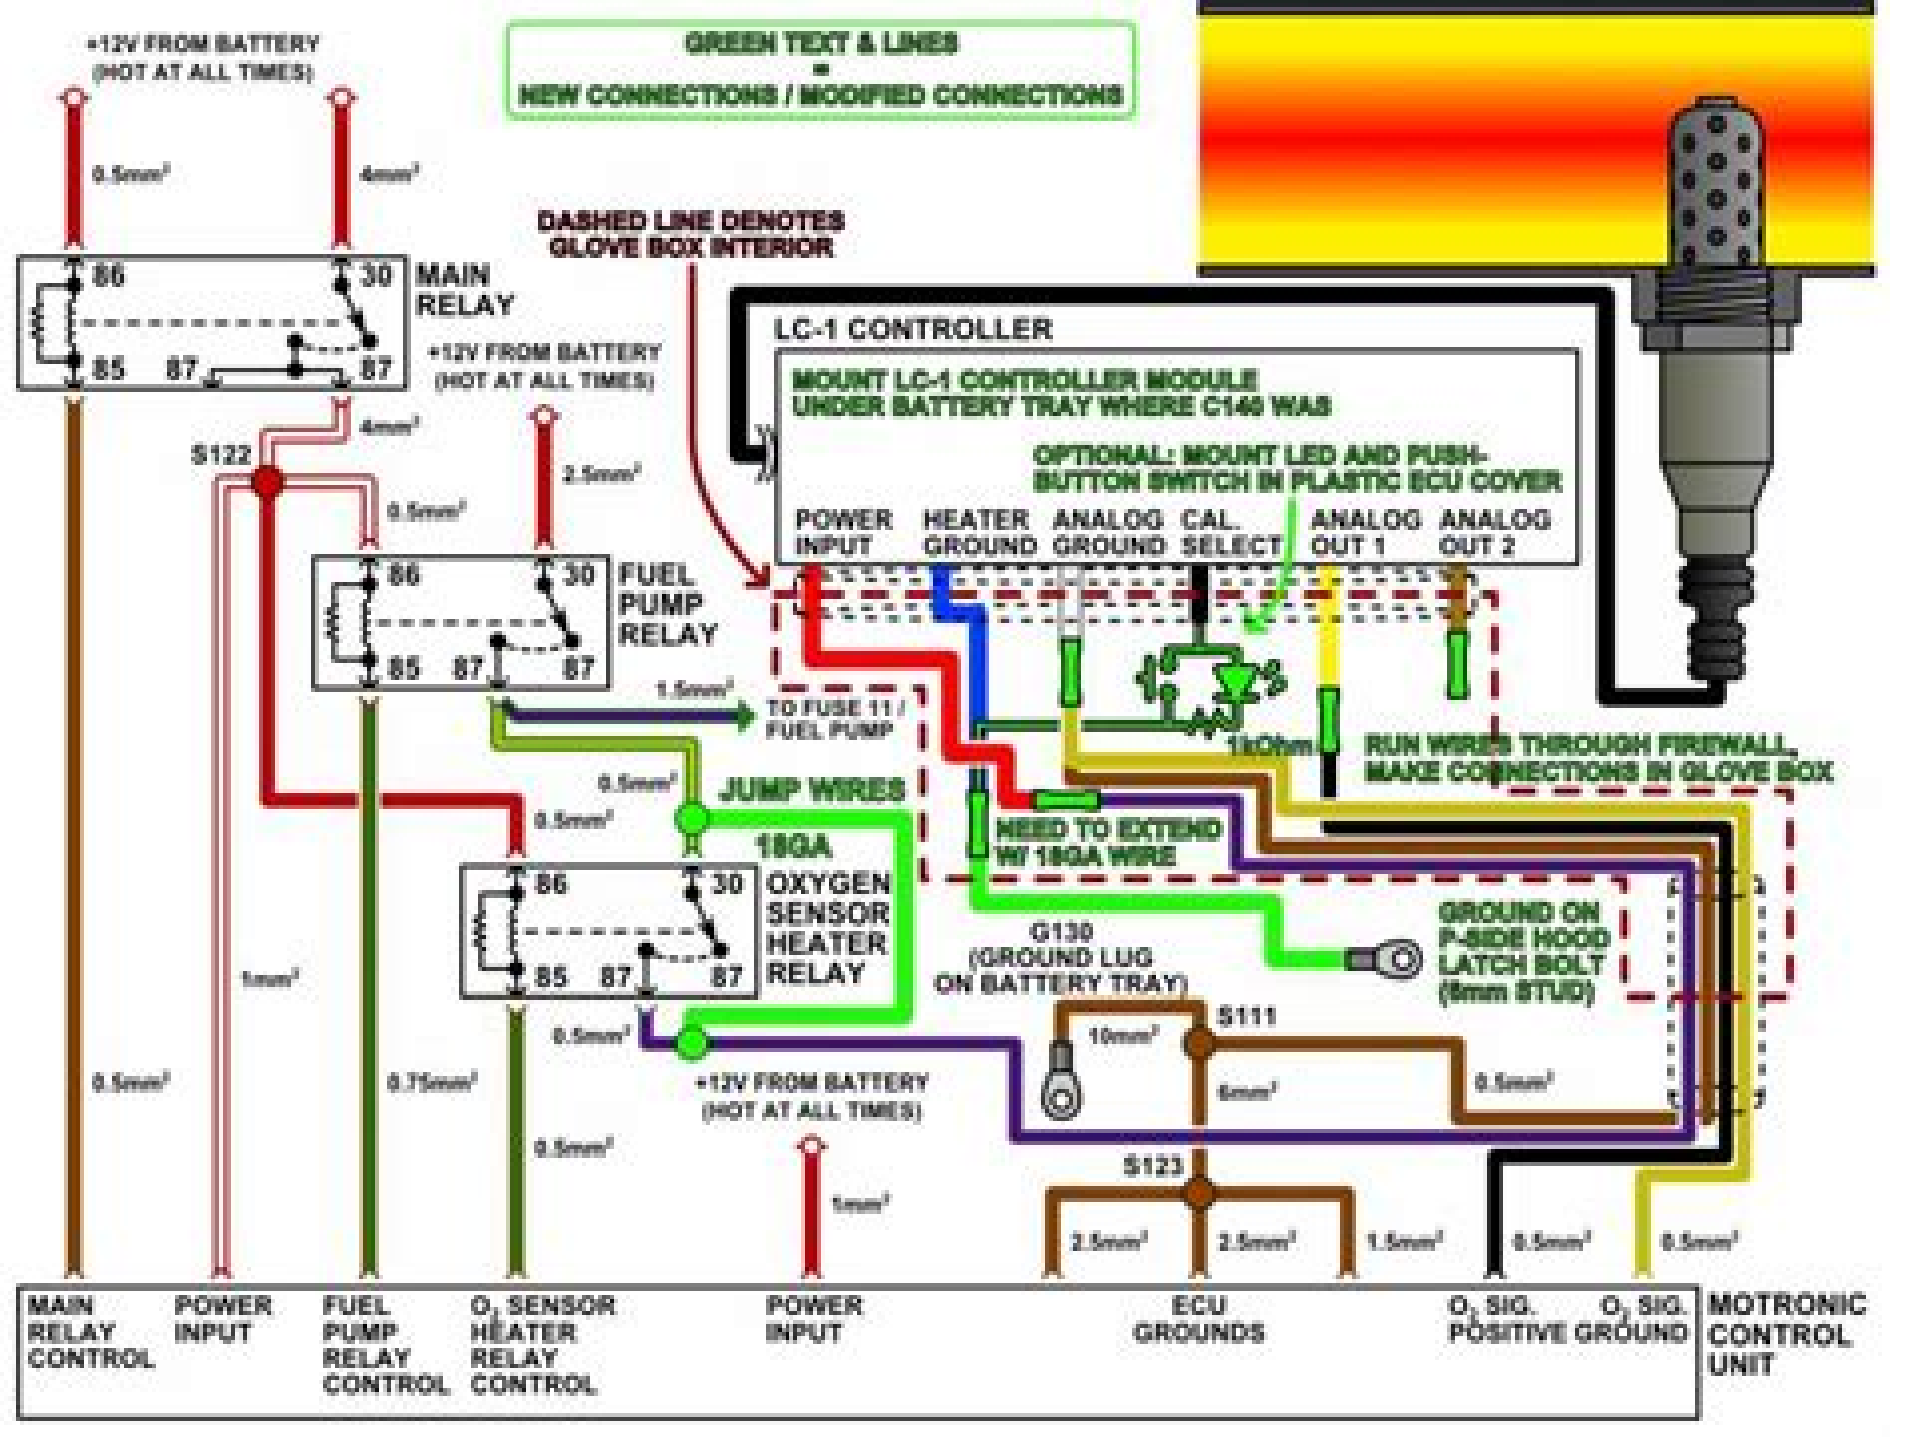 +12V FROM BATTERY
(HOT AT ALL TIMES)
GREEN TEXT & LINES
=
NEW CONNECTIONS / MODIFIED CONNECTIONS
0.5mm²
4mm²
DASHED LINE DENOTES
GLOVE BOX INTERIOR
86
30
MAIN
RELAY
85
87
87
+12V FROM BATTERY
(HOT AT ALL TIMES)
LC-1 CONTROLLER
MOUNT LC-1 CONTROLLER MODULE
UNDER BATTERY TRAY WHERE C140 WAS
OPTIONAL: MOUNT LED AND PUSH-
BUTTON SWITCH IN PLASTIC ECU COVER
POWER
INPUT
HEATER
GROUND
ANALOG
GROUND
CAL.
SELECT
ANALOG
OUT 1
ANALOG
OUT 2
4mm²
S122
2.5mm²
0.5mm²
86
30
FUEL
PUMP
RELAY
85
87
87
1.5mm²
TO FUSE 11 /
FUEL PUMP
1kOhm
RUN WIRES THROUGH FIREWALL,
MAKE CONNECTIONS IN GLOVE BOX
0.5mm²
JUMP WIRES
18GA
0.5mm²
NEED TO EXTEND
W/ 18GA WIRE
86
30
OXYGEN
SENSOR
HEATER
RELAY
85
87
87
GROUND ON
P-SIDE HOOD
LATCH BOLT
(6mm STUD)
G130
(GROUND LUG
ON BATTERY TRAY)
1mm²
0.5mm²
10mm²
S111
0.5mm²
0.75mm²
+12V FROM BATTERY
(HOT AT ALL TIMES)
6mm²
0.5mm²
0.5mm²
S123
1mm²
2.5mm²
2.5mm²
1.5mm²
0.5mm²
0.5mm²
MAIN
RELAY
CONTROL
POWER
INPUT
FUEL
PUMP
RELAY
CONTROL
O₂ SENSOR
HEATER
RELAY
CONTROL
POWER
INPUT
ECU
GROUNDS
O₂ SIG.
POSITIVE
O₂ SIG.
GROUND
MOTRONIC
CONTROL
UNIT